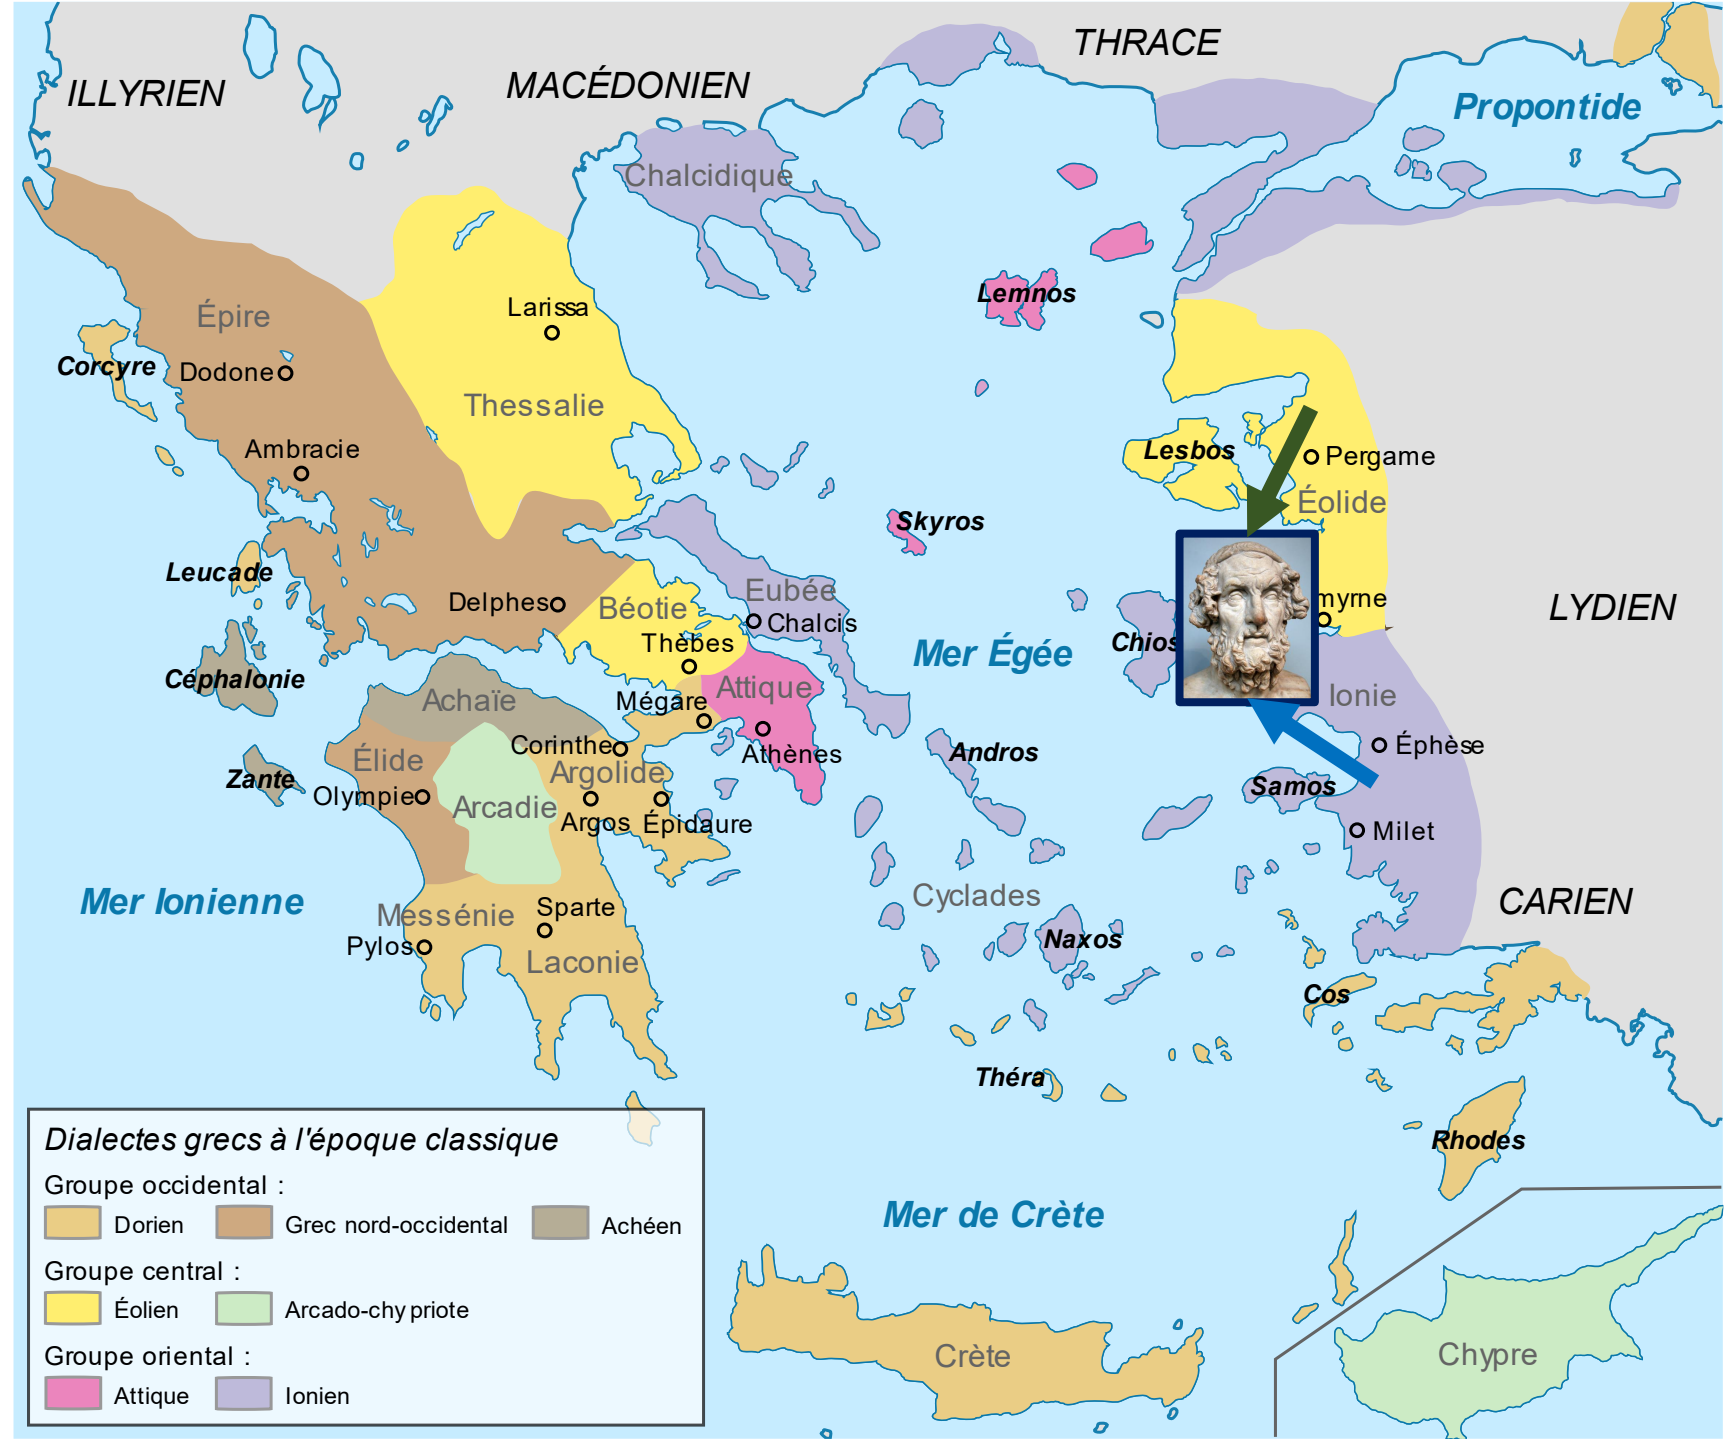 THRACE
MACÉDONIEN
ILLYRIEN
Propontide
Chalcidique
Lemnos
Larissa
Épire
Corcyre
Dodone
Thessalie
Ambracie
Lesbos
Pergame
Éolide
Skyros
Leucade
Delphes
Béotie
Eubée
Chalcis
Thèbes
myrne
LYDIEN
Chios
Mer Égée
Céphalonie
Achaïe
Mégare
Attique
Ionie
Corinthe
Athènes
Andros
Éphèse
Élide
Argolide
Zante
Olympie
Arcadie
Argos
Épidaure
Samos
Milet
Mer Ionienne
Cyclades
CARIEN
Messénie
Sparte
Pylos
Laconie
Naxos
Cos
Théra
Rhodes
Mer de Crète
Crète
Chypre
Dialectes grecs à l'époque classique
Groupe occidental :
Dorien Grec nord-occidental Achéen
Groupe central :
Éolien Arcado-chypriote
Groupe oriental :
Attique Ionien